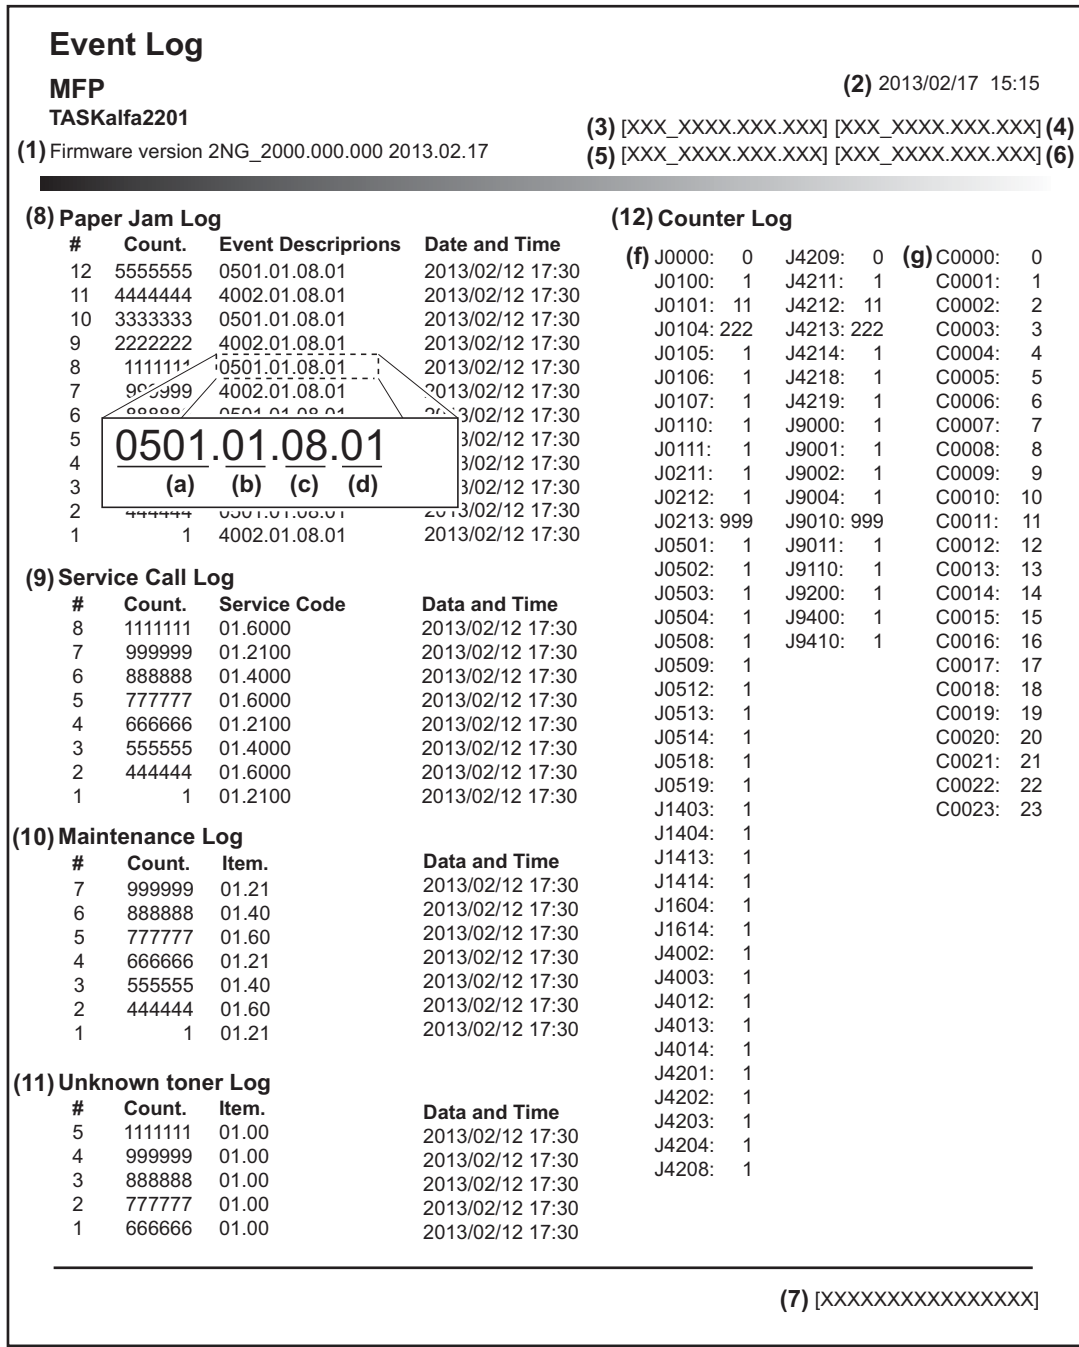 Event Log
MFP
(2) 2013/02/17 15:15
TASKalfa2201
(3) [XXX_XXXX.XXX.XXX] [XXX_XXXX.XXX.XXX] (4)
(1) Firmware version 2NG_2000.000.000 2013.02.17
(5) [XXX_XXXX.XXX.XXX] [XXX_XXXX.XXX.XXX] (6)
(8) Paper Jam Log
# Count. Event Descriprions Date and Time
12 5555555 0501.01.08.01 2013/02/12 17:30
11 4444444 4002.01.08.01 2013/02/12 17:30
10 3333333 0501.01.08.01 2013/02/12 17:30
9 2222222 4002.01.08.01 2013/02/12 17:30
8 1111111 0501.01.08.01 2013/02/12 17:30
7 999999 4002.01.08.01 2013/02/12 17:30
6 888888 0501.01.08.01 2013/02/12 17:30
5 3/02/12 17:30
4 3/02/12 17:30
3 3/02/12 17:30
2 444444 0501.01.08.01 2013/02/12 17:30
1 1 4002.01.08.01 2013/02/12 17:30
0501.01.08.01
(a) (b) (c) (d)
(9) Service Call Log
# Count. Service Code Data and Time
8 1111111 01.6000 2013/02/12 17:30
7 999999 01.2100 2013/02/12 17:30
6 888888 01.4000 2013/02/12 17:30
5 777777 01.6000 2013/02/12 17:30
4 666666 01.2100 2013/02/12 17:30
3 555555 01.4000 2013/02/12 17:30
2 444444 01.6000 2013/02/12 17:30
1 1 01.2100 2013/02/12 17:30
(10) Maintenance Log
# Count. Item. Data and Time
7 999999 01.21 2013/02/12 17:30
6 888888 01.40 2013/02/12 17:30
5 777777 01.60 2013/02/12 17:30
4 666666 01.21 2013/02/12 17:30
3 555555 01.40 2013/02/12 17:30
2 444444 01.60 2013/02/12 17:30
1 1 01.21 2013/02/12 17:30
(11) Unknown toner Log
# Count. Item. Data and Time
5 1111111 01.00 2013/02/12 17:30
4 999999 01.00 2013/02/12 17:30
3 888888 01.00 2013/02/12 17:30
2 777777 01.00 2013/02/12 17:30
1 666666 01.00 2013/02/12 17:30
(12) Counter Log
(f) J0000: 0 J4209: 0 (g) C0000: 0
J0100: 1 J4211: 1 C0001: 1
J0101: 11 J4212: 11 C0002: 2
J0104: 222 J4213: 222 C0003: 3
J0105: 1 J4214: 1 C0004: 4
J0106: 1 J4218: 1 C0005: 5
J0107: 1 J4219: 1 C0006: 6
J0110: 1 J9000: 1 C0007: 7
J0111: 1 J9001: 1 C0008: 8
J0211: 1 J9002: 1 C0009: 9
J0212: 1 J9004: 1 C0010: 10
J0213: 999 J9010: 999 C0011: 11
J0501: 1 J9011: 1 C0012: 12
J0502: 1 J9110: 1 C0013: 13
J0503: 1 J9200: 1 C0014: 14
J0504: 1 J9400: 1 C0015: 15
J0508: 1 J9410: 1 C0016: 16
J0509: 1 C0017: 17
J0512: 1 C0018: 18
J0513: 1 C0019: 19
J0514: 1 C0020: 20
J0518: 1 C0021: 21
J0519: 1 C0022: 22
J1403: 1 C0023: 23
J1404: 1
J1413: 1
J1414: 1
J1604: 1
J1614: 1
J4002: 1
J4003: 1
J4012: 1
J4013: 1
J4014: 1
J4201: 1
J4202: 1
J4203: 1
J4204: 1
J4208: 1
(7) [XXXXXXXXXXXXXXXX]